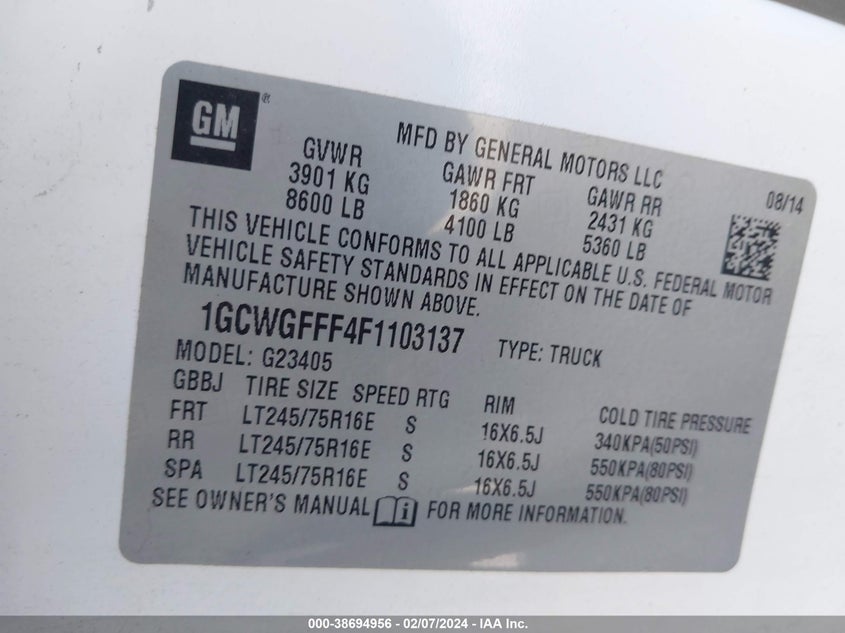 GM ®
MFD BY GENERAL MOTORS LLC
08/14
GVWR GAWR FRT GAWR RR
3901 KG 1860 KG 2431 KG
8600 LB 4100 LB 5360 LB
THIS VEHICLE CONFORMS TO ALL APPLICABLE U.S. FEDERAL MOTOR
VEHICLE SAFETY STANDARDS IN EFFECT ON THE DATE OF
MANUFACTURE SHOWN ABOVE.
1GCWGFFF4F1103137 TYPE: TRUCK
MODEL: G23405
GBBJ TIRE SIZE SPEED RTG RIM COLD TIRE PRESSURE
FRT LT245/75R16E S 16X6.5J 340KPA(50PSI)
RR LT245/75R16E S 16X6.5J 550KPA(80PSI)
SPA LT245/75R16E S 16X6.5J 550KPA(80PSI)
SEE OWNER'S MANUAL FOR MORE INFORMATION.
000-38694956 - 02/07/2024 - IAA Inc.